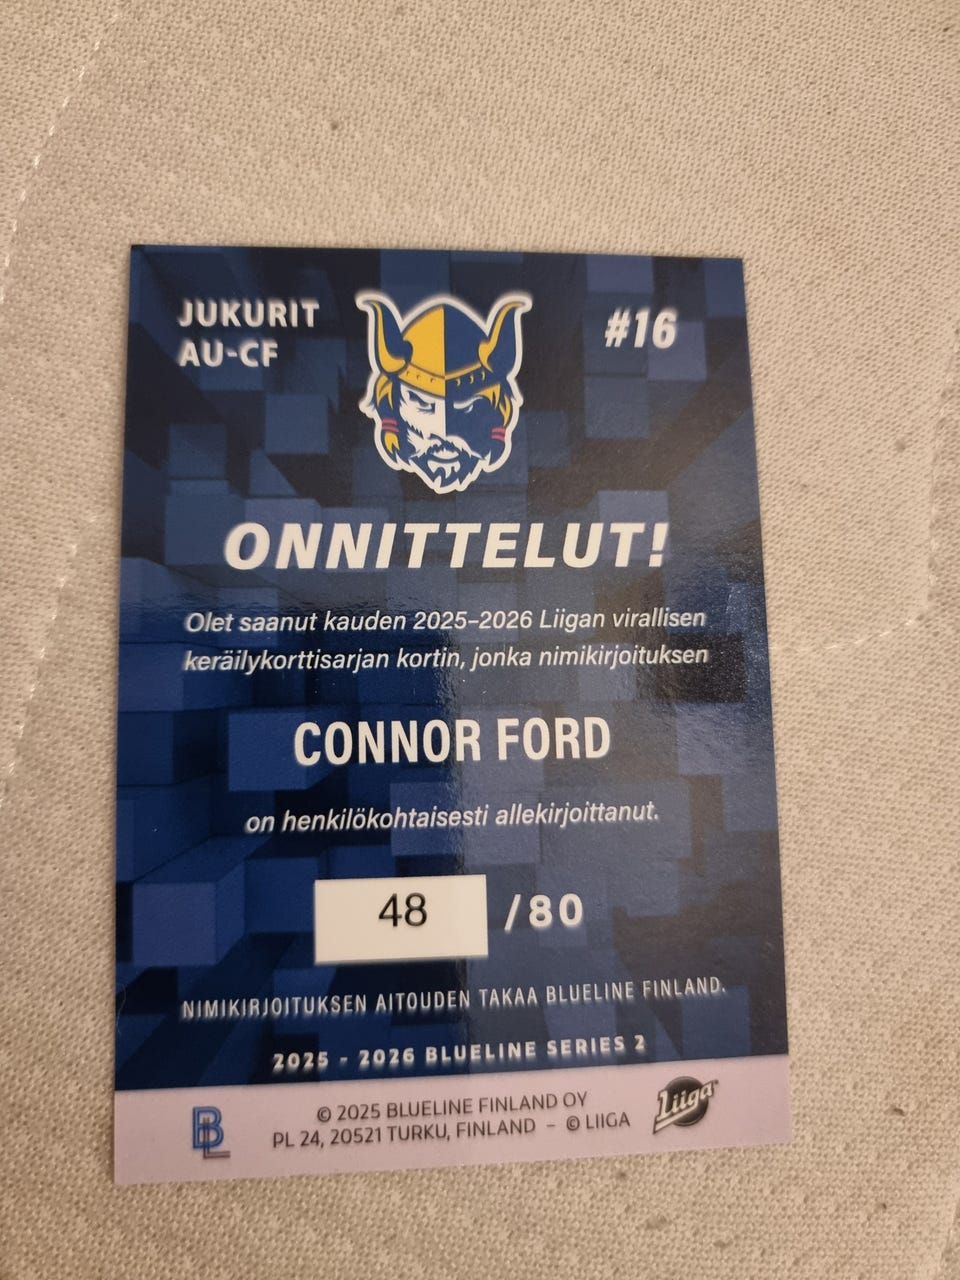 JUKURIT
AU-CF
#16
ONNITTELUT!
Olet saanut kauden 2025–2026 Liigan virallisen
keräilykorttisarjan kortin, jonka nimikirjoituksen
CONNOR FORD
on henkilökohtaisesti allekirjoittanut.
48 /80
NIMIKIRJOITUKSEN AITOUDEN TAKAA BLUELINE FINLAND.
2025 - 2026 BLUELINE SERIES 2
BL
© 2025 BLUELINE FINLAND OY
PL 24, 20521 TURKU, FINLAND – © LIIGA
Liiga